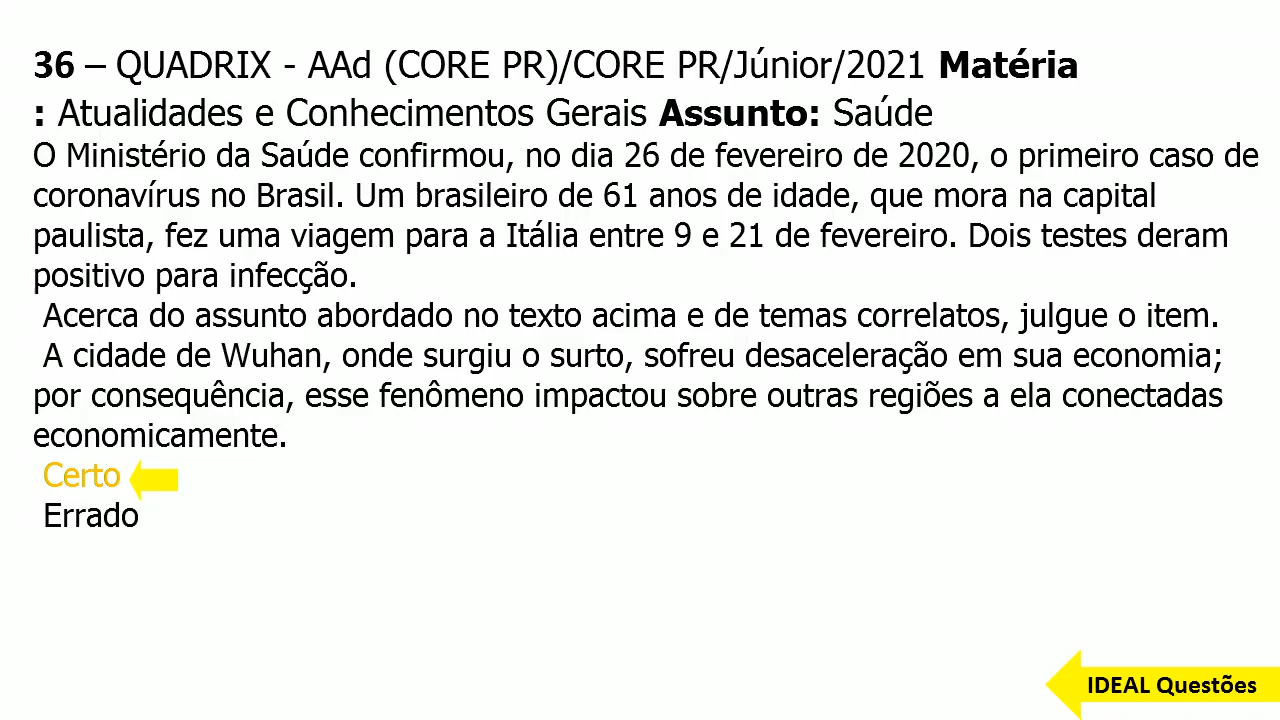 36 – QUADRIX - AAd (CORE PR)/CORE PR/Júnior/2021 Matéria
: Atualidades e Conhecimentos Gerais Assunto: Saúde
O Ministério da Saúde confirmou, no dia 26 de fevereiro de 2020, o primeiro caso de
coronavírus no Brasil. Um brasileiro de 61 anos de idade, que mora na capital
paulista, fez uma viagem para a Itália entre 9 e 21 de fevereiro. Dois testes deram
positivo para infecção.
Acerca do assunto abordado no texto acima e de temas correlatos, julgue o item.
A cidade de Wuhan, onde surgiu o surto, sofreu desaceleração em sua economia;
por consequência, esse fenômeno impactou sobre outras regiões a ela conectadas
economicamente.
Certo
Errado
IDEAL Questões